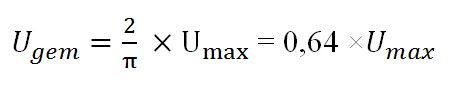 U_gem = 2/π × U_max = 0,64 × U_max